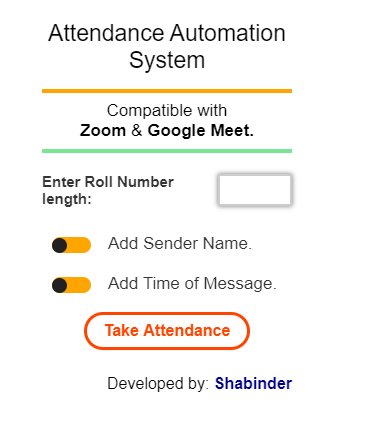 Attendance Automation
System
Compatible with
Zoom & Google Meet.
Enter Roll Number
length:
Add Sender Name.
Add Time of Message.
Take Attendance
Developed by: Shabinder